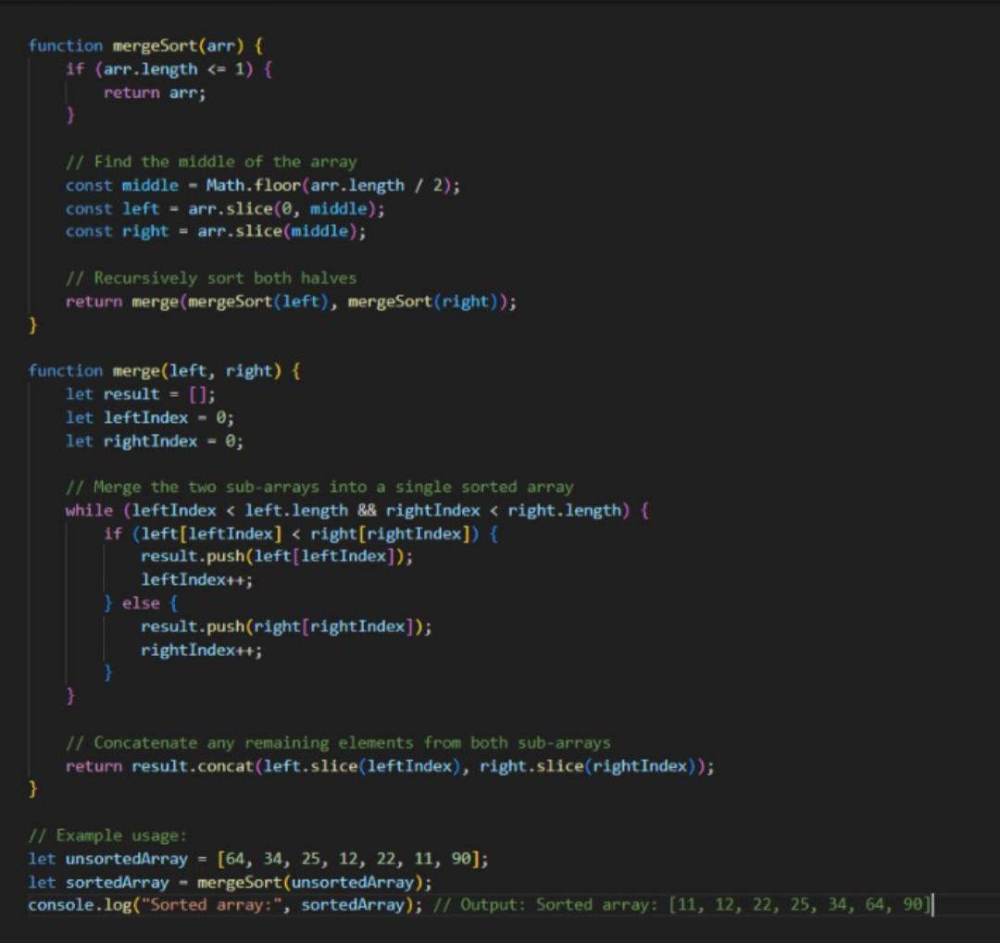 function mergeSort(arr) {
    if (arr.length <= 1) {
        return arr;
    }

    // Find the middle of the array
    const middle = Math.floor(arr.length / 2);
    const left = arr.slice(0, middle);
    const right = arr.slice(middle);

    // Recursively sort both halves
    return merge(mergeSort(left), mergeSort(right));
}

function merge(left, right) {
    let result = [];
    let leftIndex = 0;
    let rightIndex = 0;

    // Merge the two sub-arrays into a single sorted array
    while (leftIndex < left.length && rightIndex < right.length) {
        if (left[leftIndex] < right[rightIndex]) {
            result.push(left[leftIndex]);
            leftIndex++;
        } else {
            result.push(right[rightIndex]);
            rightIndex++;
        }
    }

    // Concatenate any remaining elements from both sub-arrays
    return result.concat(left.slice(leftIndex), right.slice(rightIndex));
}

// Example usage:
let unsortedArray = [64, 34, 25, 12, 22, 11, 90];
let sortedArray = mergeSort(unsortedArray);
console.log("Sorted array:", sortedArray); // Output: Sorted array: [11, 12, 22, 25, 34, 64, 90]